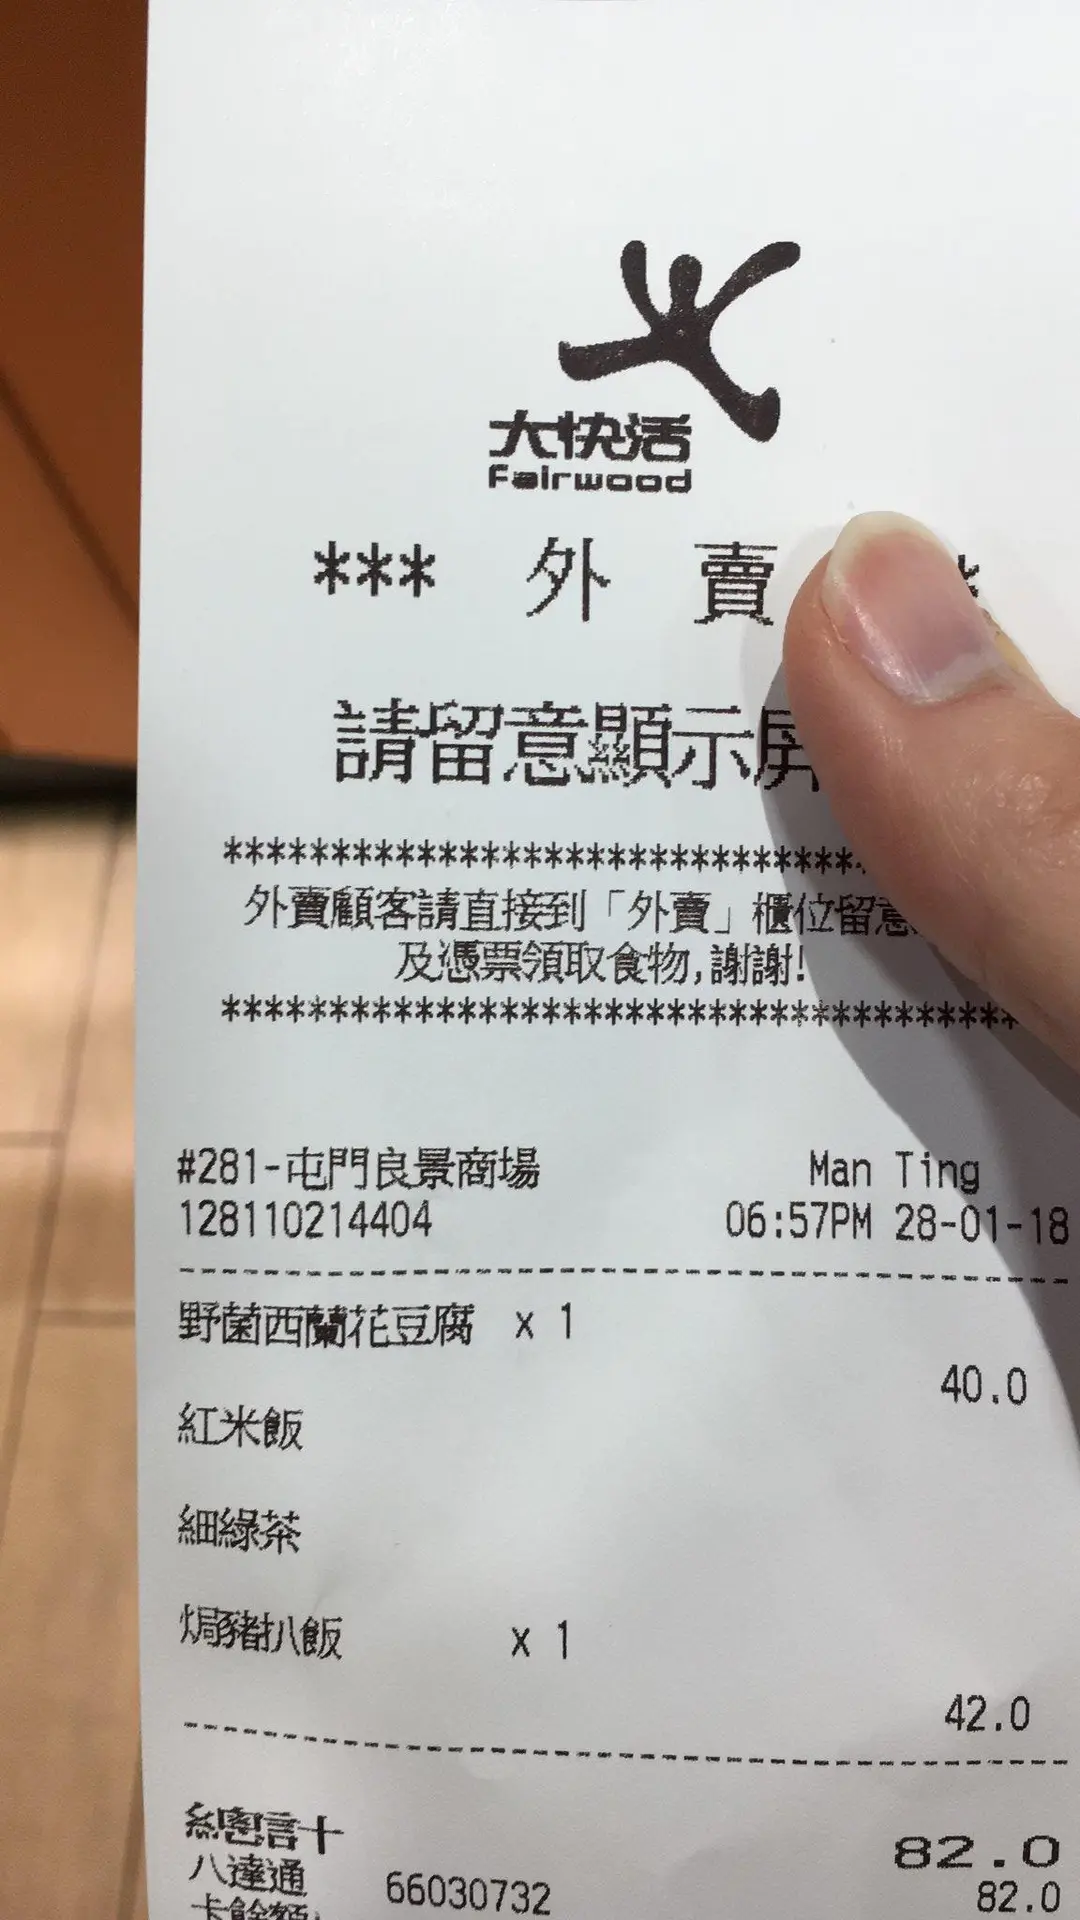 大快活
Fairwood
*** 外 賣
請留意顯示屏
*******************************
外賣顧客請直接到「外賣」櫃位留意
及憑票領取食物,謝謝!
*************************************
#281-屯門良景商場 Man Ting
128110214404 06:57PM 28-01-18
野菌西蘭花豆腐 x 1
40.0
紅米飯
細綠茶
焗豬扒飯 x 1
42.0
總計 82.0
八達通 66030732 82.0
卡餘額